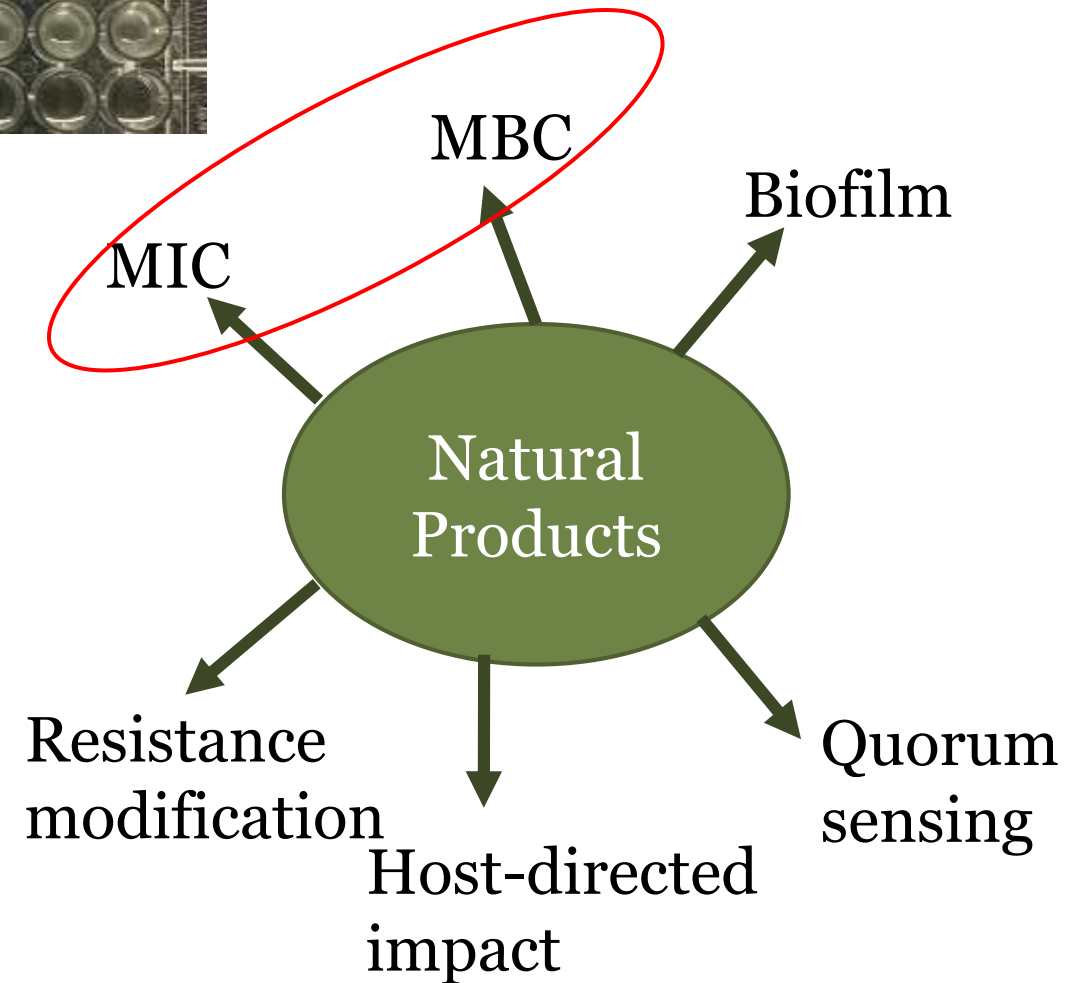 MBC
Biofilm
MIC
Natural
Products
Resistance
modification
Quorum
sensing
Host-directed
impact